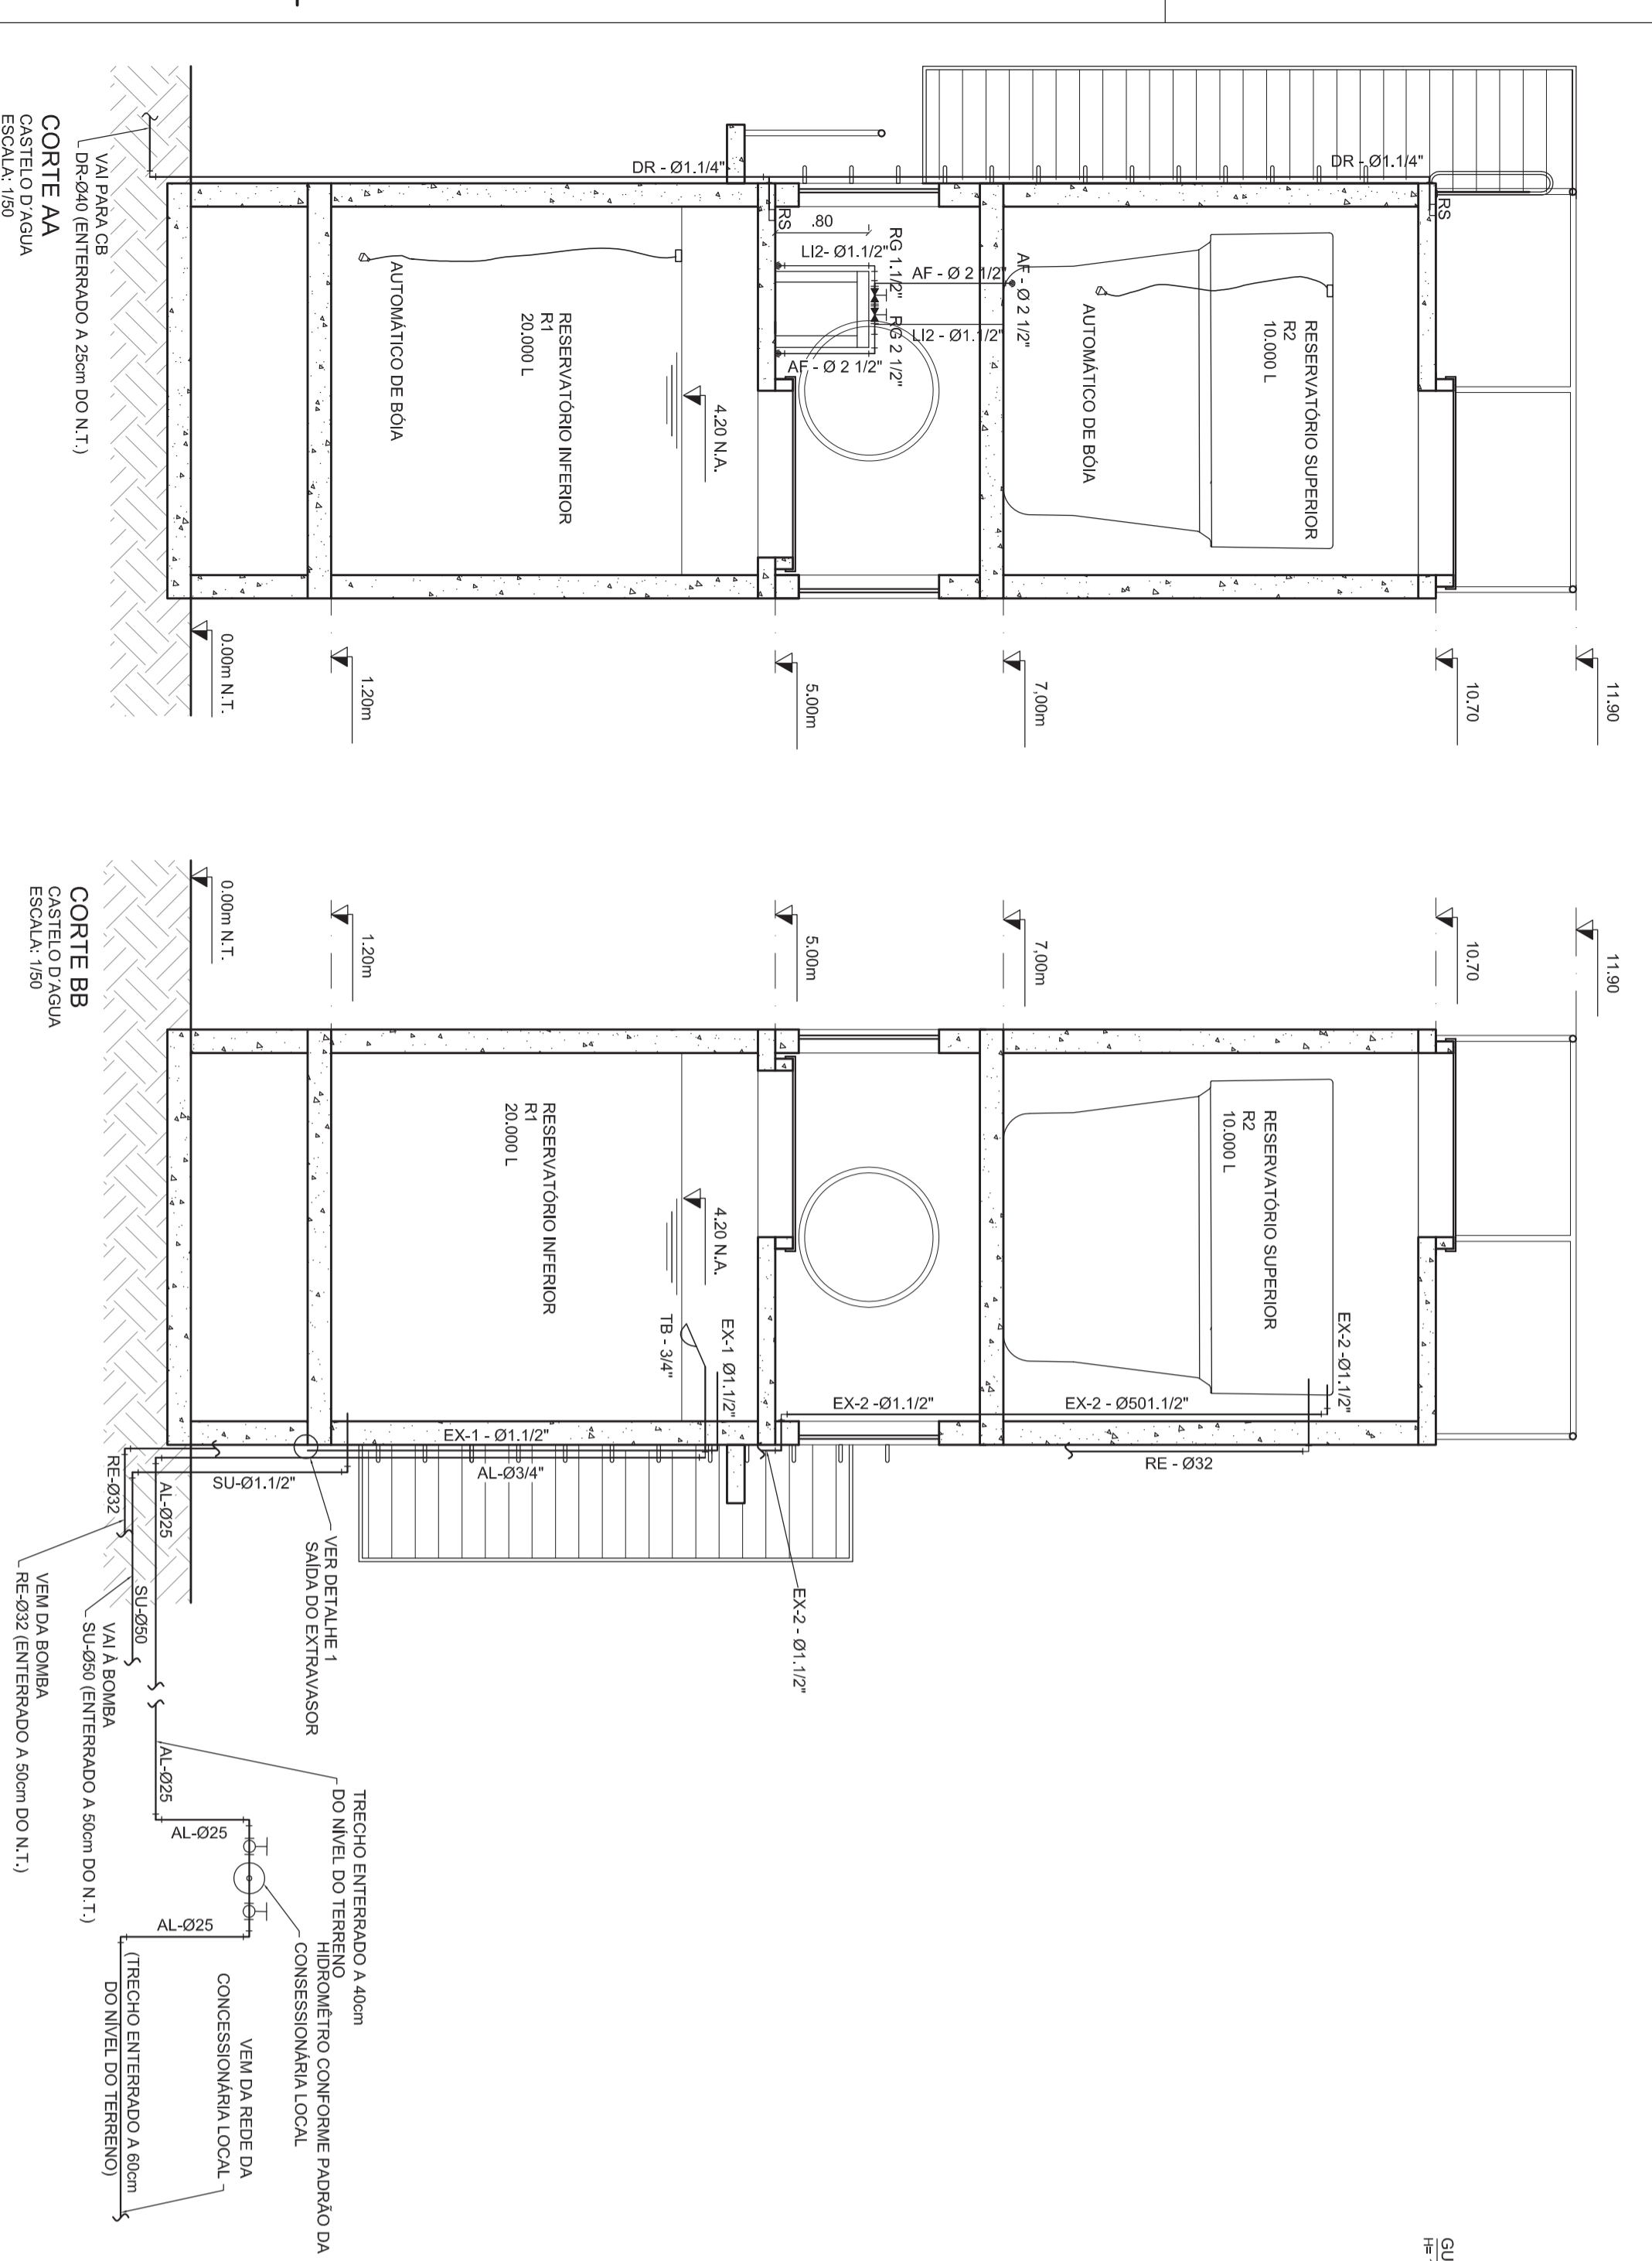 11.90
10.70
7,00m
5.00m
1.20m
0.00m N.T.
RS
DR - Ø1.1/4"
RESERVATÓRIO SUPERIOR
R2
10.000 L
AUTOMÁTICO DE BÓIA
AF - Ø 2 1/2"
AF - Ø 2 1/2"
LI2 - Ø1.1/2"
RG 1.1/2"
RG 2 1/2"
.80
LI2- Ø1.1/2"
AF - Ø 2 1/2"
RS
DR - Ø1.1/4"
4.20 N.A.
RESERVATÓRIO INFERIOR
R1
20.000 L
AUTOMÁTICO DE BÓIA
VAI PARA CB
DR-Ø40 (ENTERRADO A 25cm DO N.T.)
CORTE AA
CASTELO D'AGUA
ESCALA: 1/50
11.90
10.70
7,00m
5.00m
1.20m
0.00m N.T.
EX-2 -Ø1.1/2"
RESERVATÓRIO SUPERIOR
R2
10.000 L
EX-2 - Ø501.1/2"
RE - Ø32
EX-2 -Ø1.1/2"
EX-2 - Ø1.1/2"
EX-1 Ø1.1/2"
4.20 N.A.
TB - 3/4"
RESERVATÓRIO INFERIOR
R1
20.000 L
EX-1 - Ø1.1/2"
AL-Ø3/4"
SU-Ø1.1/2"
VER DETALHE 1
SAÍDA DO EXTRAVASOR
RE-Ø32
AL-Ø25
SU-Ø50
AL-Ø25
AL-Ø25
AL-Ø25
TRECHO ENTERRADO A 40cm
DO NÍVEL DO TERRENO
HIDROMÊTRO CONFORME PADRÃO DA
CONSESSIONÁRIA LOCAL
VEM DA REDE DA
CONCESSIONÁRIA LOCAL
(TRECHO ENTERRADO A 60cm
DO NÍVEL DO TERRENO)
VAI À BOMBA
SU-Ø50 (ENTERRADO A 50cm DO N.T.)
VEM DA BOMBA
RE-Ø32 (ENTERRADO A 50cm DO N.T.)
CORTE BB
CASTELO D'AGUA
ESCALA: 1/50
GU
H=